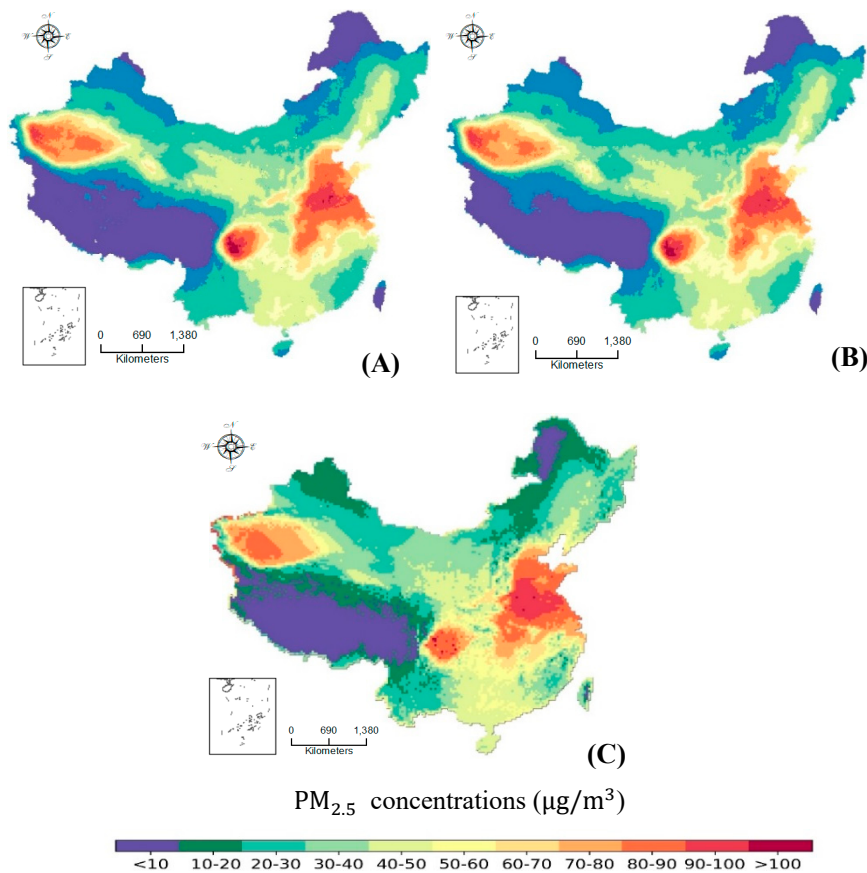 N
W E
S
N
W E
S
0 690 1,380
Kilometers
(A)
0 690 1,380
Kilometers
(B)
N
W E
S
0 690 1,380
Kilometers
(C)
PM₂.₅ concentrations (μg/m³)
<10 10-20 20-30 30-40 40-50 50-60 60-70 70-80 80-90 90-100 >100